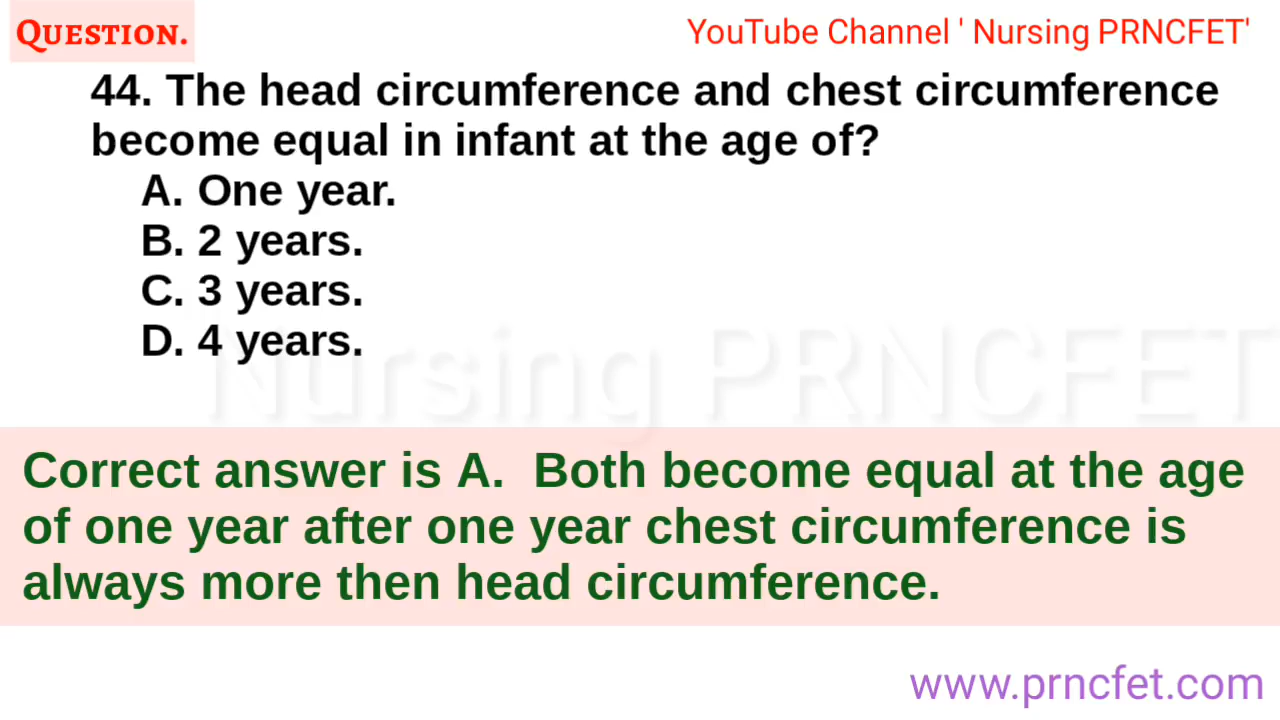 QUESTION.
YouTube Channel ' Nursing PRNCFET'
44. The head circumference and chest circumference
become equal in infant at the age of?
A. One year.
B. 2 years.
C. 3 years.
D. 4 years.
Nursing PRNCFET
Correct answer is A. Both become equal at the age
of one year after one year chest circumference is
always more then head circumference.
www.prncfet.com